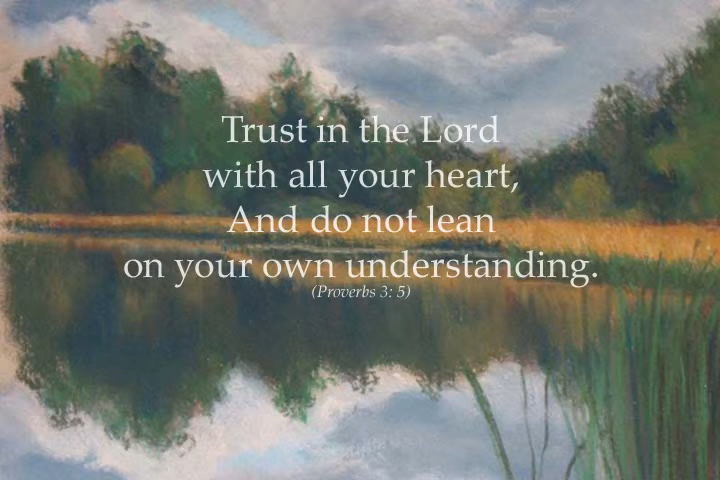 Trust in the Lord
with all your heart,
And do not lean
on your own understanding.
(Proverbs 3: 5)